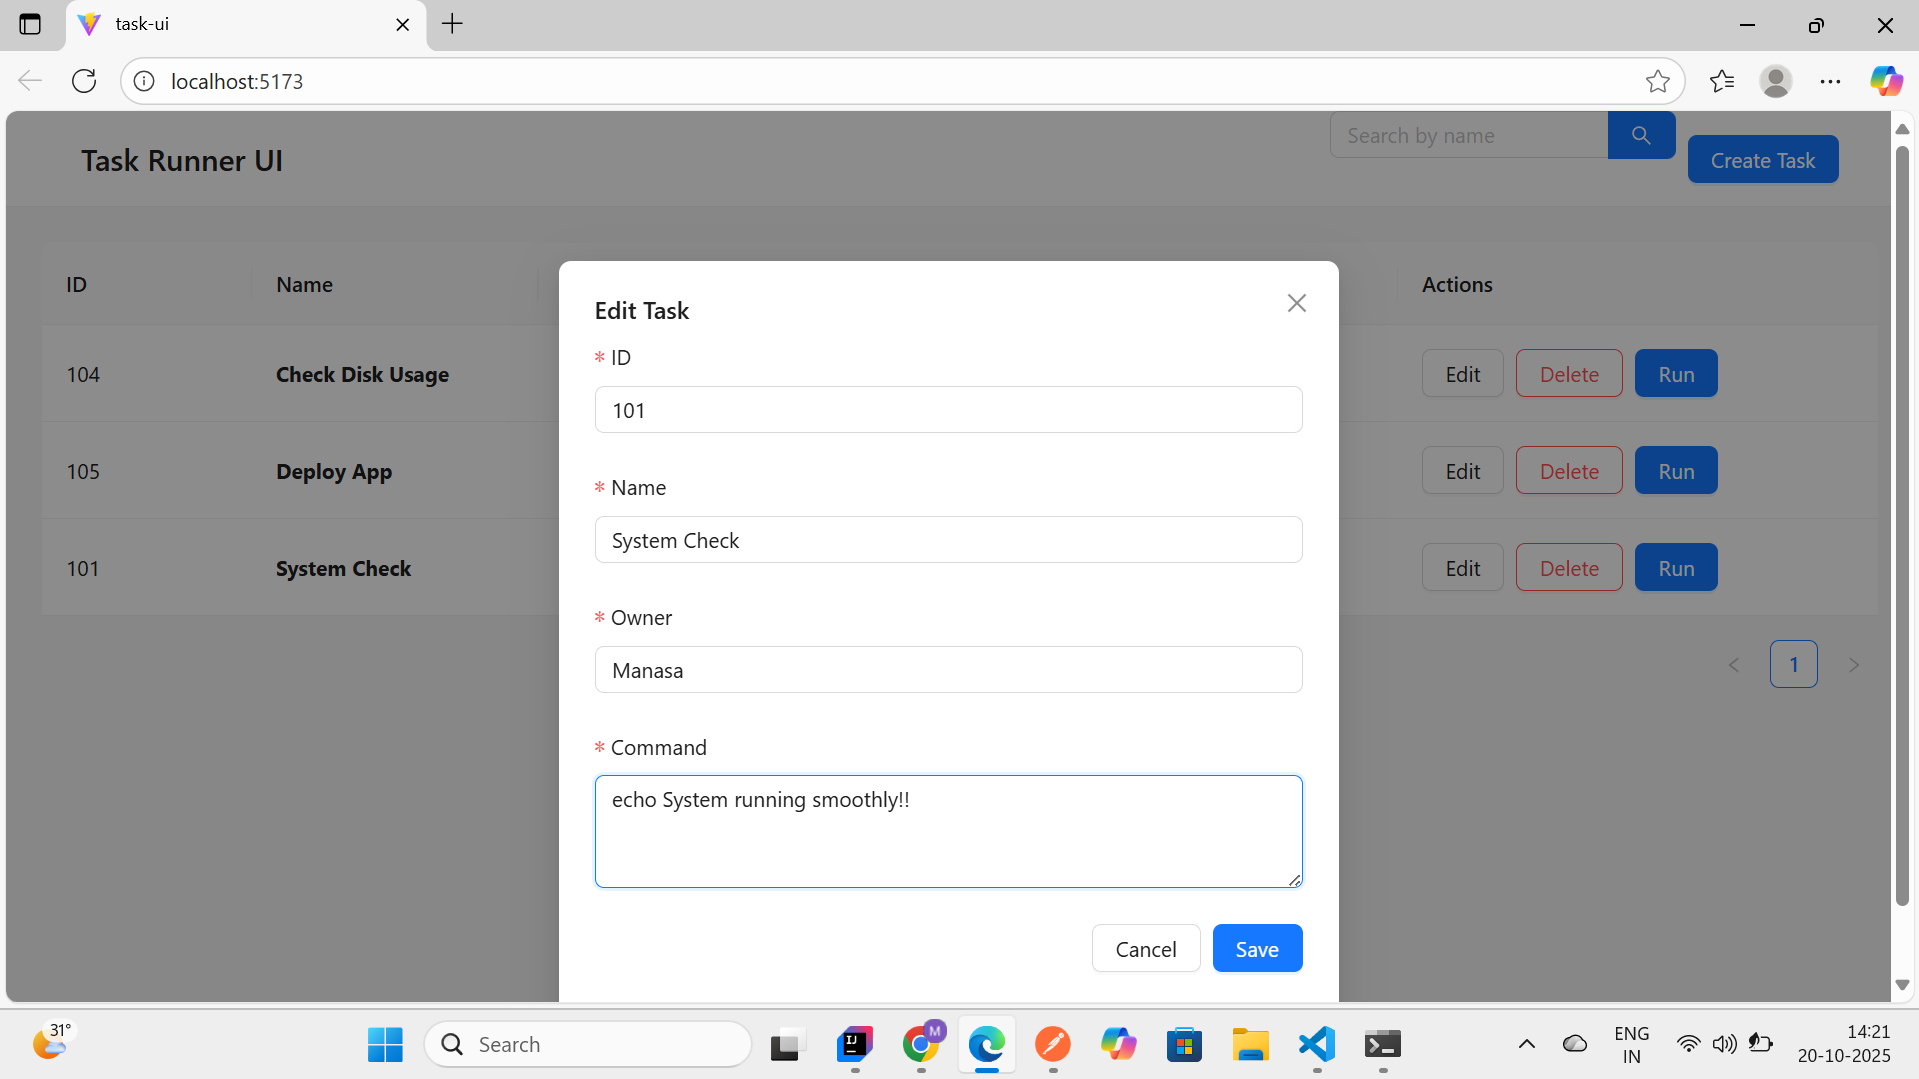 task-ui
localhost:5173
Task Runner UI
Search by name
Create Task
ID Name Actions
104 Check Disk Usage Edit Delete Run
105 Deploy App Edit Delete Run
101 System Check Edit Delete Run
1
Edit Task
* ID
101
* Name
System Check
* Owner
Manasa
* Command
echo System running smoothly!!
Cancel Save
31°
Search
IJ
M
ENG
IN
14:21
20-10-2025